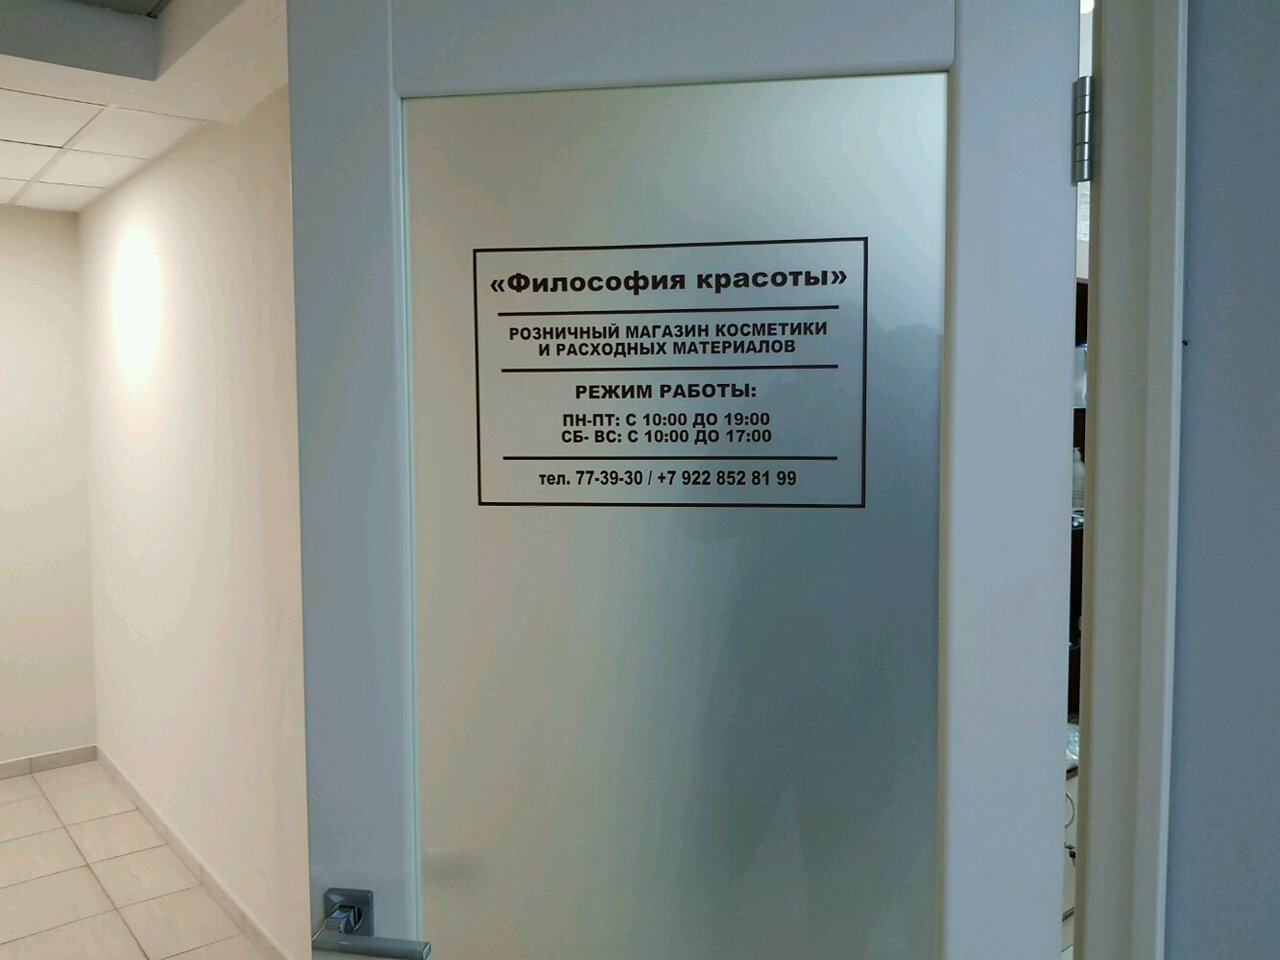 «Философия красоты»
РОЗНИЧНЫЙ МАГАЗИН КОСМЕТИКИ
И РАСХОДНЫХ МАТЕРИАЛОВ
РЕЖИМ РАБОТЫ:
ПН-ПТ: С 10:00 ДО 19:00
СБ- ВС: С 10:00 ДО 17:00
тел. 77-39-30 / +7 922 852 81 99